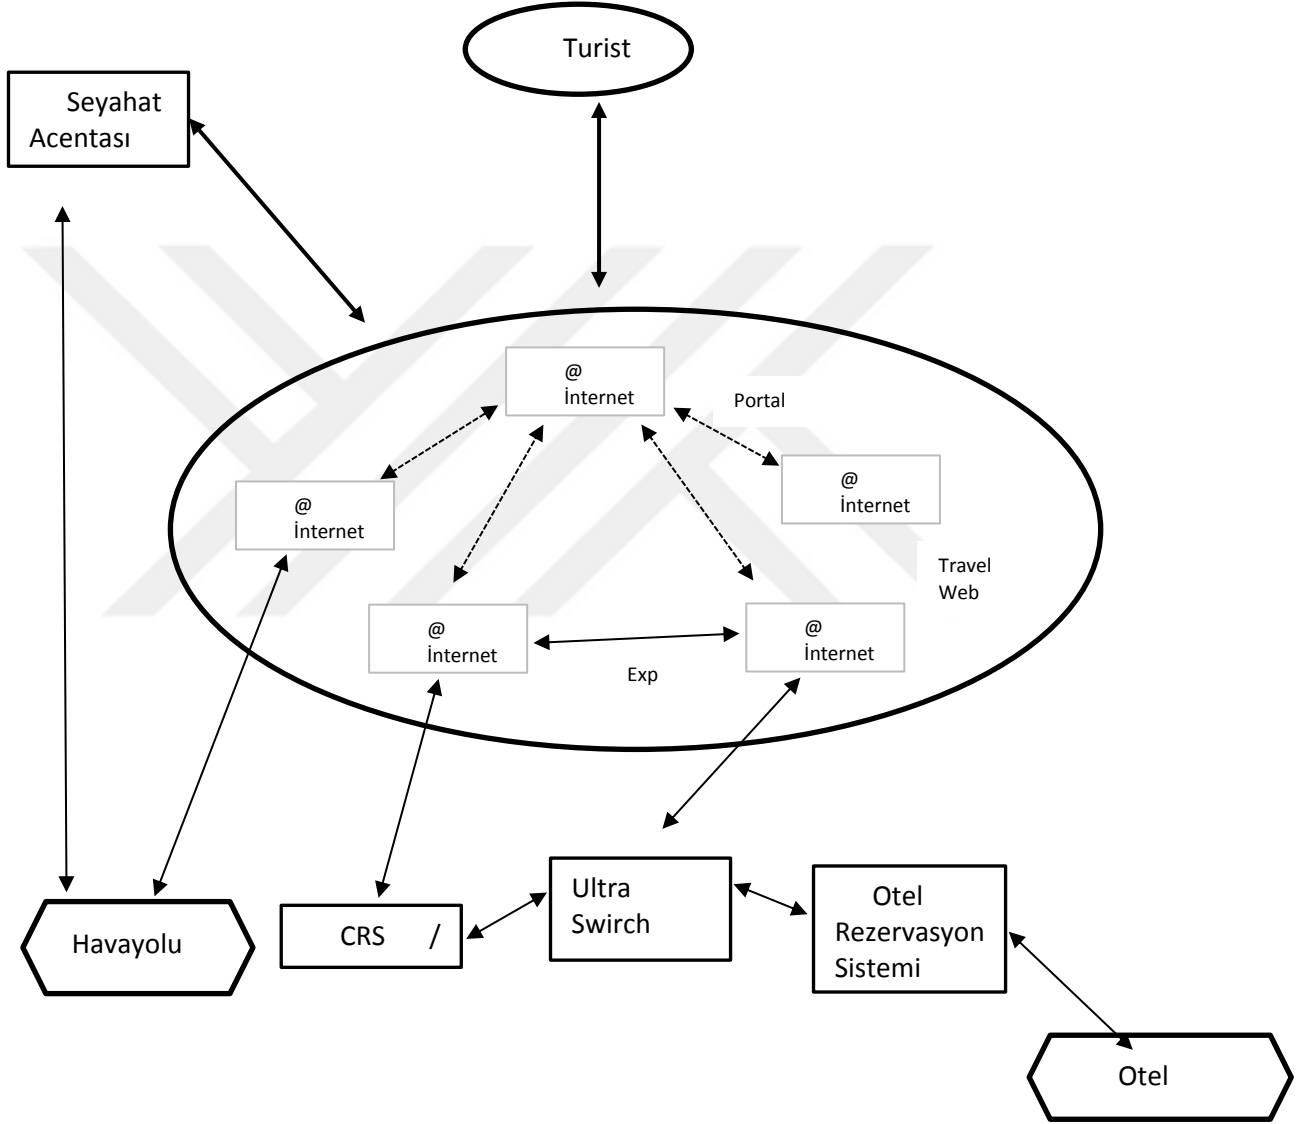 Turist
Seyahat
Acentası
@
İnternet
Portal
@
İnternet
@
İnternet
Travel
Web
@
İnternet
@
İnternet
Exp
Ultra
Swirch
Otel
Rezervasyon
Sistemi
CRS /
Havayolu
Otel